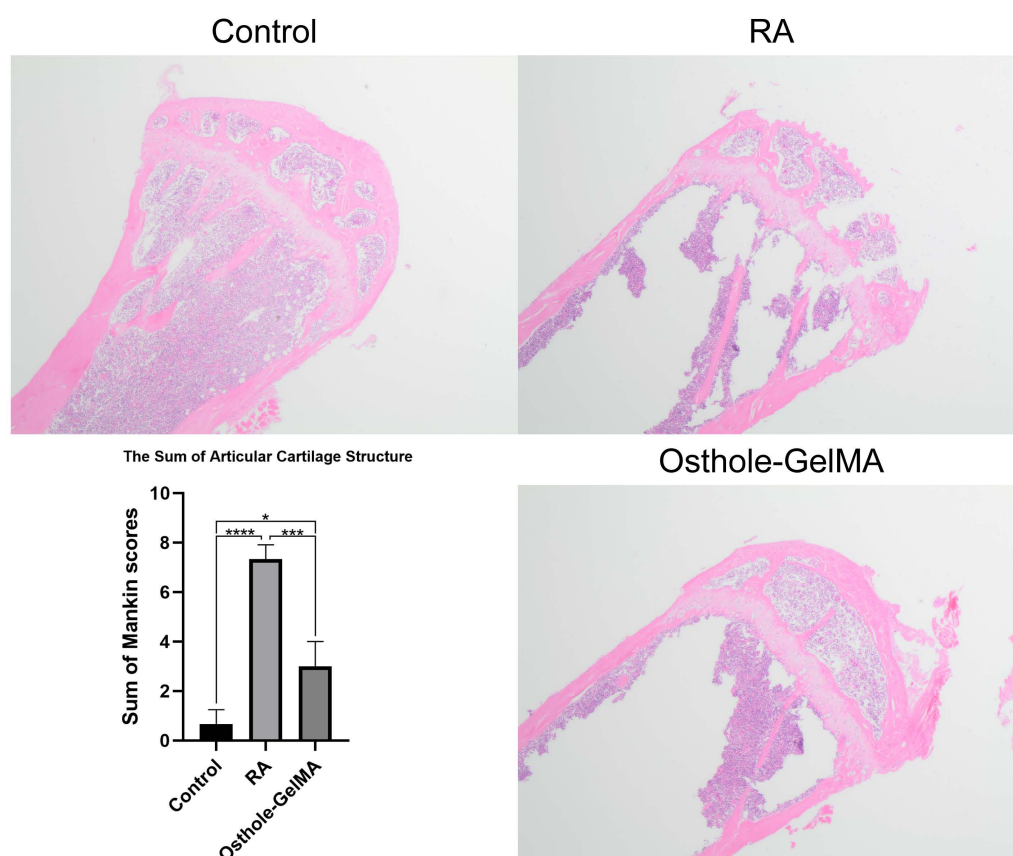 Control
RA
The Sum of Articular Cartilage Structure
Sum of Mankin scores
10
8
6
4
2
0
*
**** ***
Control
RA
Osthole-GelMA
Osthole-GelMA